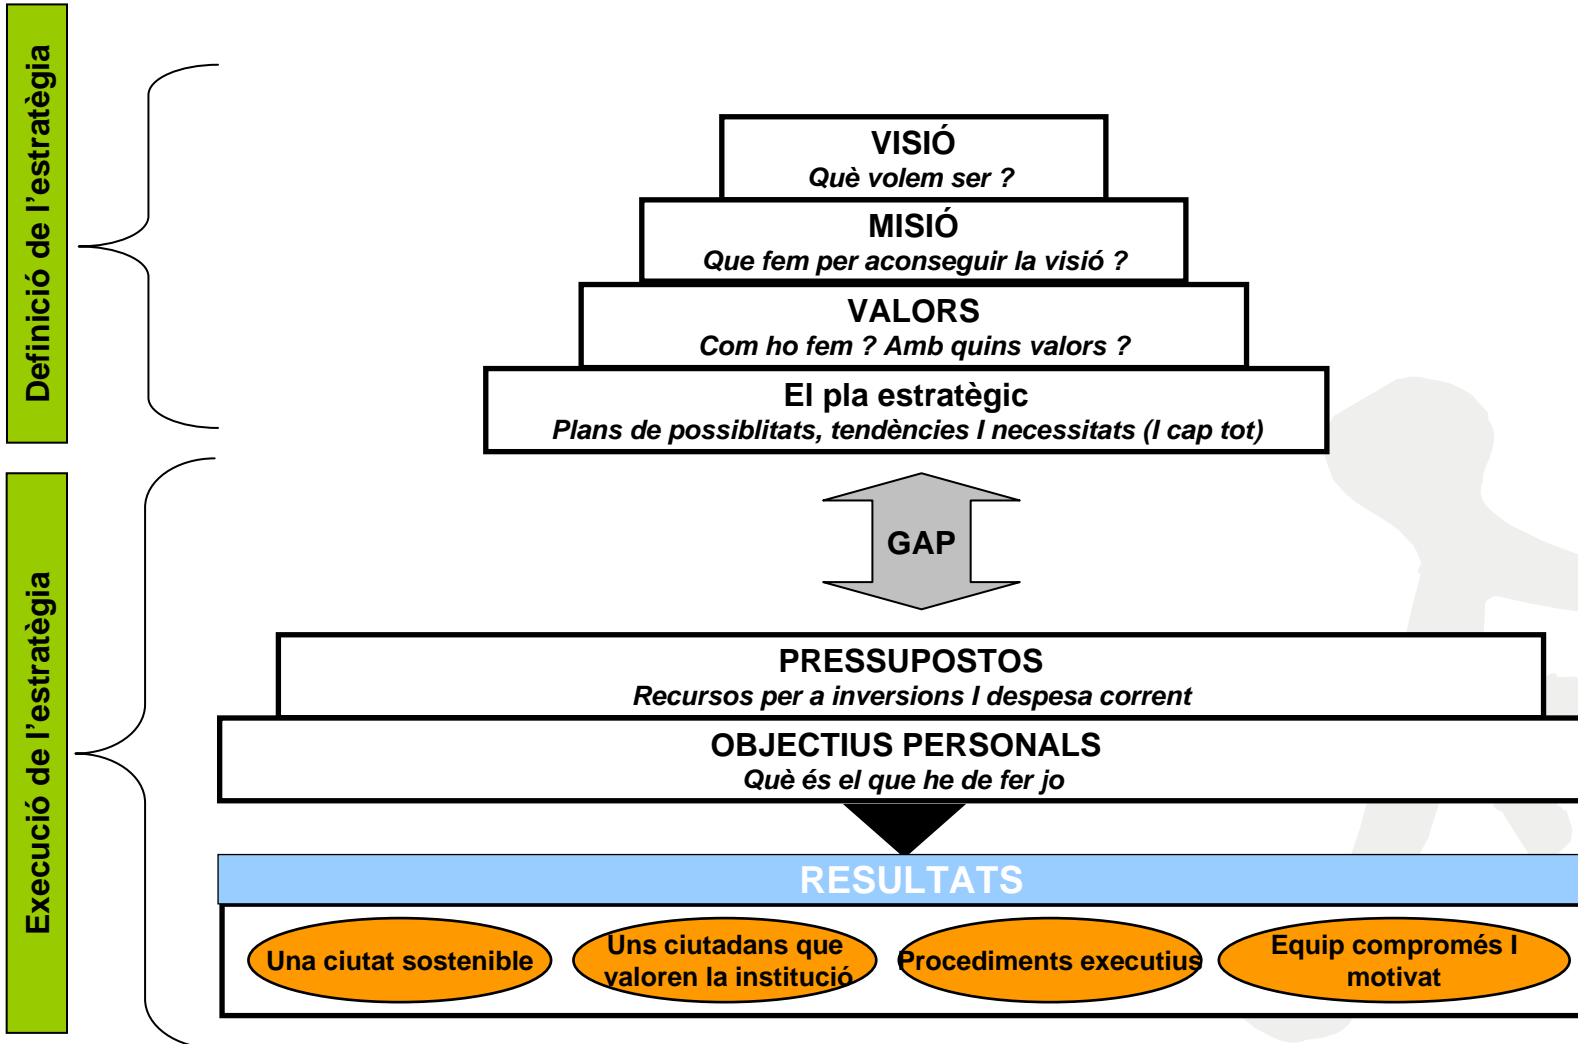 Definició de l’estratègia
VISIÓ
Què volem ser ?
MISIÓ
Que fem per aconseguir la visió ?
VALORS
Com ho fem ? Amb quins valors ?
El pla estratègic
Plans de possiblitats, tendències I necessitats (I cap tot)
GAP
Execució de l’estratègia
PRESSUPOSTOS
Recursos per a inversions I despesa corrent
OBJECTIUS PERSONALS
Què és el que he de fer jo
RESULTATS
Una ciutat sostenible
Uns ciutadans que
valoren la institució
Procediments executius
Equip compromés I
motivat